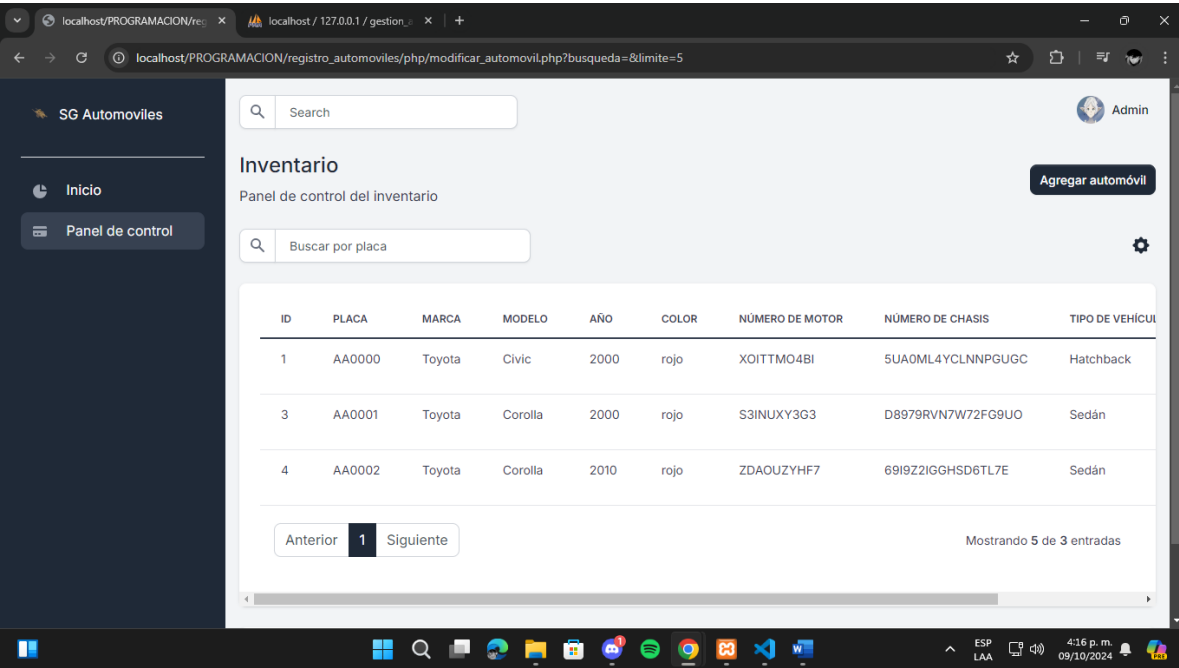 localhost/PROGRAMACION/reg
localhost / 127.0.0.1 / gestion_a
localhost/PROGRAMACION/registro_automoviles/php/modificar_automovil.php?busqueda=&limite=5
SG Automoviles
Search
Admin
Inventario
Agregar automóvil
Inicio
Panel de control del inventario
Panel de control
Buscar por placa
ID PLACA MARCA MODELO AÑO COLOR NÚMERO DE MOTOR NÚMERO DE CHASIS TIPO DE VEHÍCUL
1 AA0000 Toyota Civic 2000 rojo XOITTMO4BI 5UA0ML4YCLNNPGUGC Hatchback
3 AA0001 Toyota Corolla 2000 rojo S3INUXY3G3 D8979RVN7W72FG9UO Sedán
4 AA0002 Toyota Corolla 2010 rojo ZDAOUZYHF7 69I9Z2IGGHSD6TL7E Sedán
Anterior 1 Siguiente
Mostrando 5 de 3 entradas
ESP
LAA
4:16 p. m.
09/10/2024
PRE